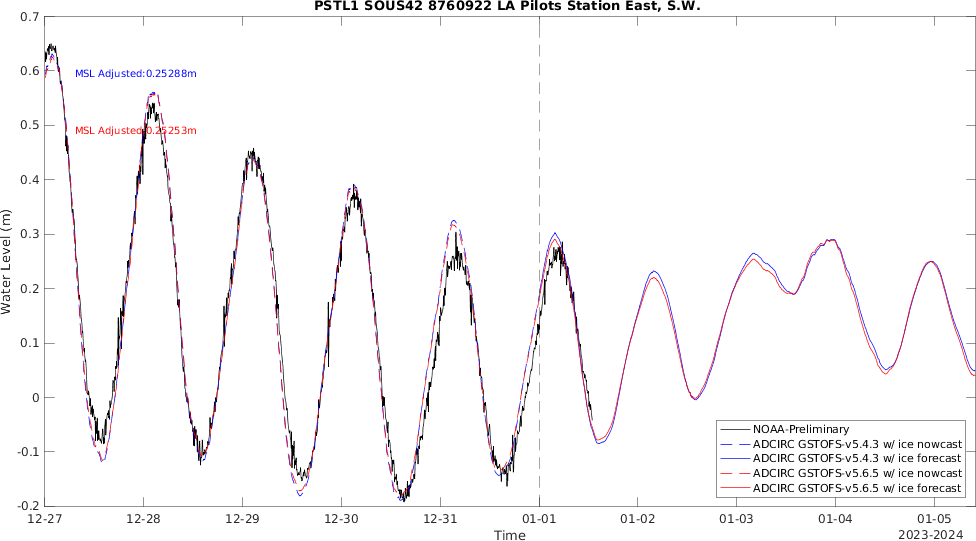 PSTL1 SOUS42 8760922 LA Pilots Station East, S.W.
0.7
0.6
0.5
0.4
0.3
0.2
0.1
0
-0.1
-0.2
Water Level (m)
MSL Adjusted:0.25288m
MSL Adjusted:0.25253m
NOAA-Preliminary
ADCIRC GSTOFS-v5.4.3 w/ ice nowcast
ADCIRC GSTOFS-v5.4.3 w/ ice forecast
ADCIRC GSTOFS-v5.6.5 w/ ice nowcast
ADCIRC GSTOFS-v5.6.5 w/ ice forecast
12-27 12-28 12-29 12-30 12-31 01-01 01-02 01-03 01-04 01-05
Time
2023-2024